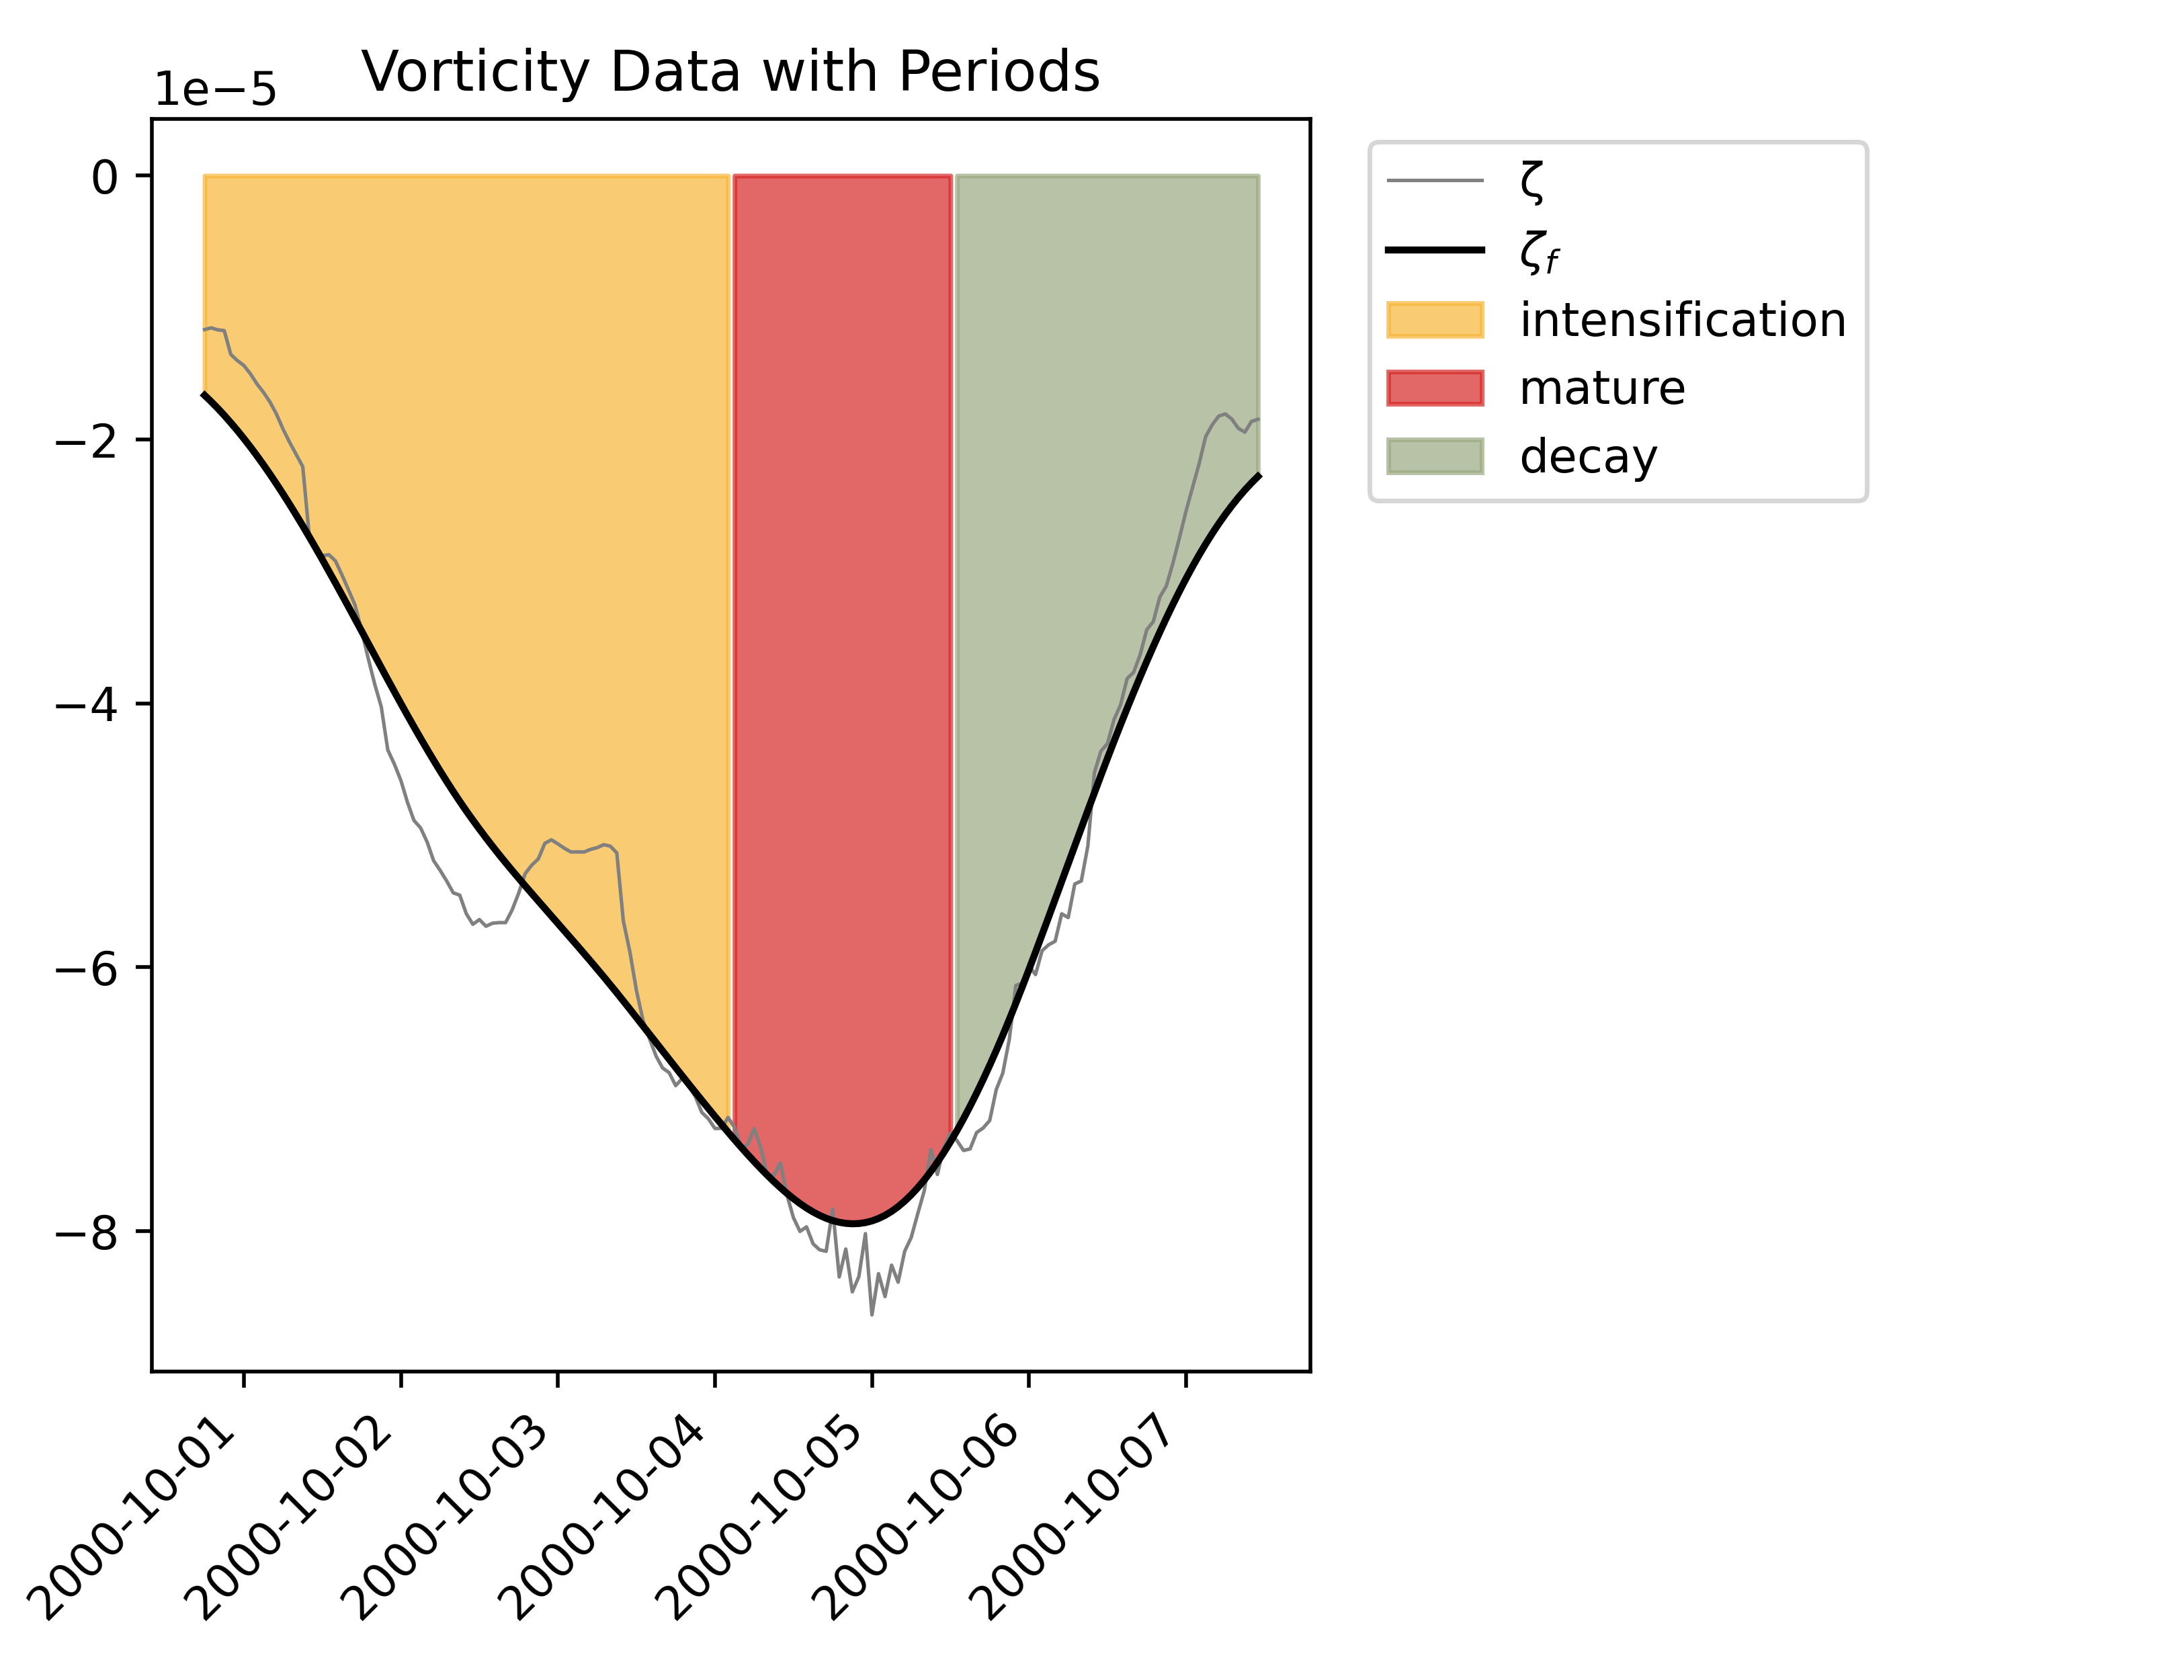 Vorticity Data with Periods
1e−5
0
−2
−4
−6
−8
2000-10-01
2000-10-02
2000-10-03
2000-10-04
2000-10-05
2000-10-06
2000-10-07
ζ
ζf
intensification
mature
decay